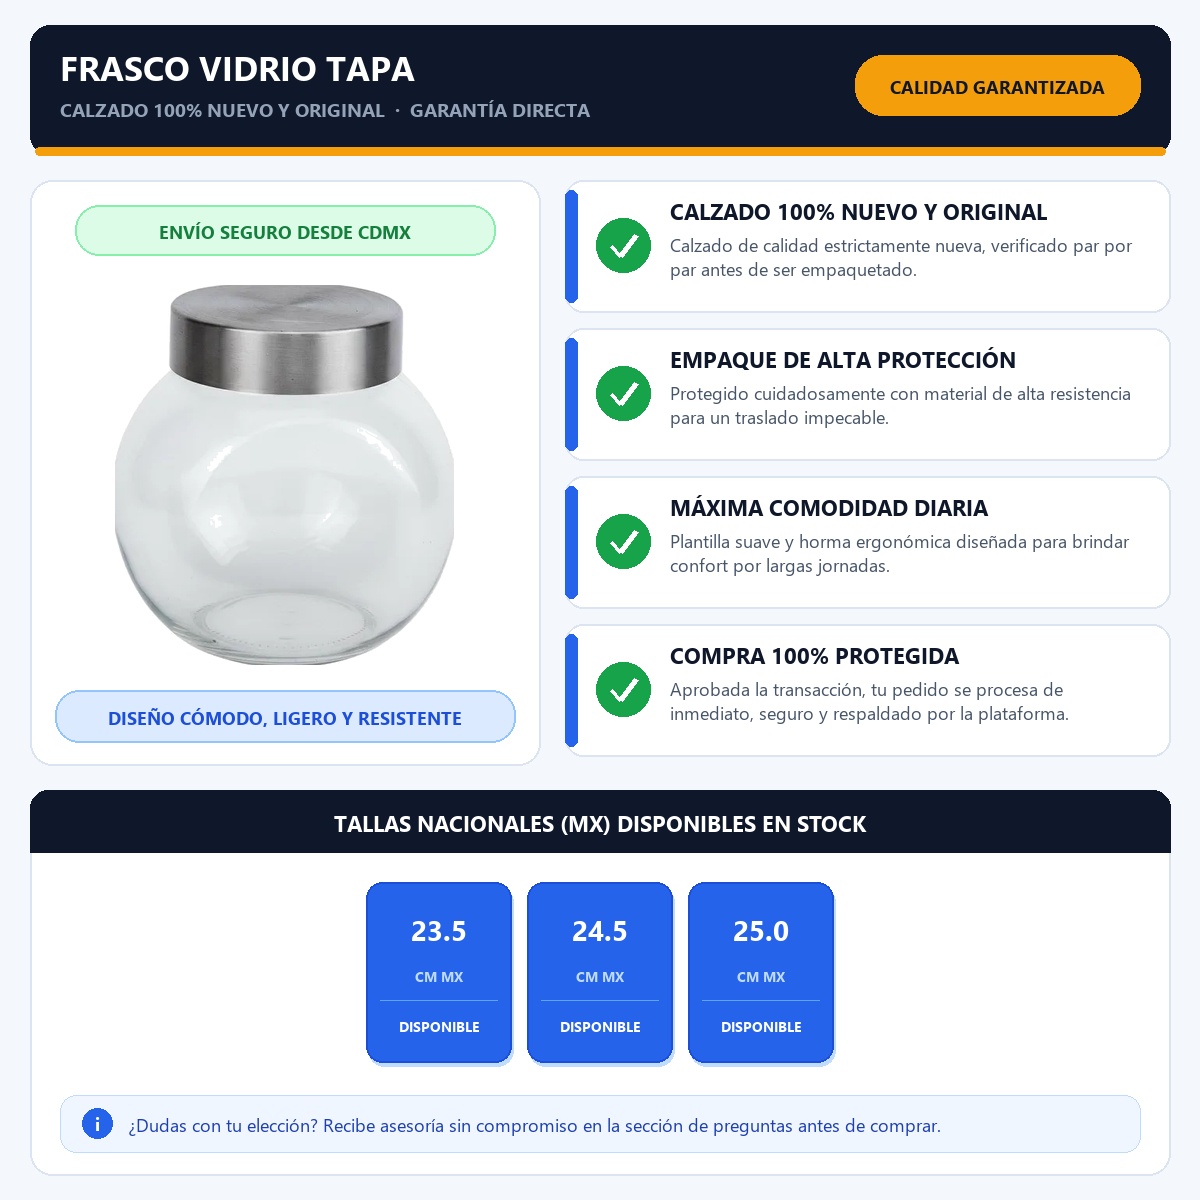 FRASCO VIDRIO TAPA
CALZADO 100% NUEVO Y ORIGINAL · GARANTÍA DIRECTA
CALIDAD GARANTIZADA
ENVÍO SEGURO DESDE CDMX
DISEÑO CÓMODO, LIGERO Y RESISTENTE
CALZADO 100% NUEVO Y ORIGINAL
Calzado de calidad estrictamente nueva, verificado par por
par antes de ser empaquetado.
EMPAQUE DE ALTA PROTECCIÓN
Protegido cuidadosamente con material de alta resistencia
para un traslado impecable.
MÁXIMA COMODIDAD DIARIA
Plantilla suave y horma ergonómica diseñada para brindar
confort por largas jornadas.
COMPRA 100% PROTEGIDA
Aprobada la transacción, tu pedido se procesa de
inmediato, seguro y respaldado por la plataforma.
TALLAS NACIONALES (MX) DISPONIBLES EN STOCK
23.5
CM MX
DISPONIBLE
24.5
CM MX
DISPONIBLE
25.0
CM MX
DISPONIBLE
¿Dudas con tu elección? Recibe asesoría sin compromiso en la sección de preguntas antes de comprar.